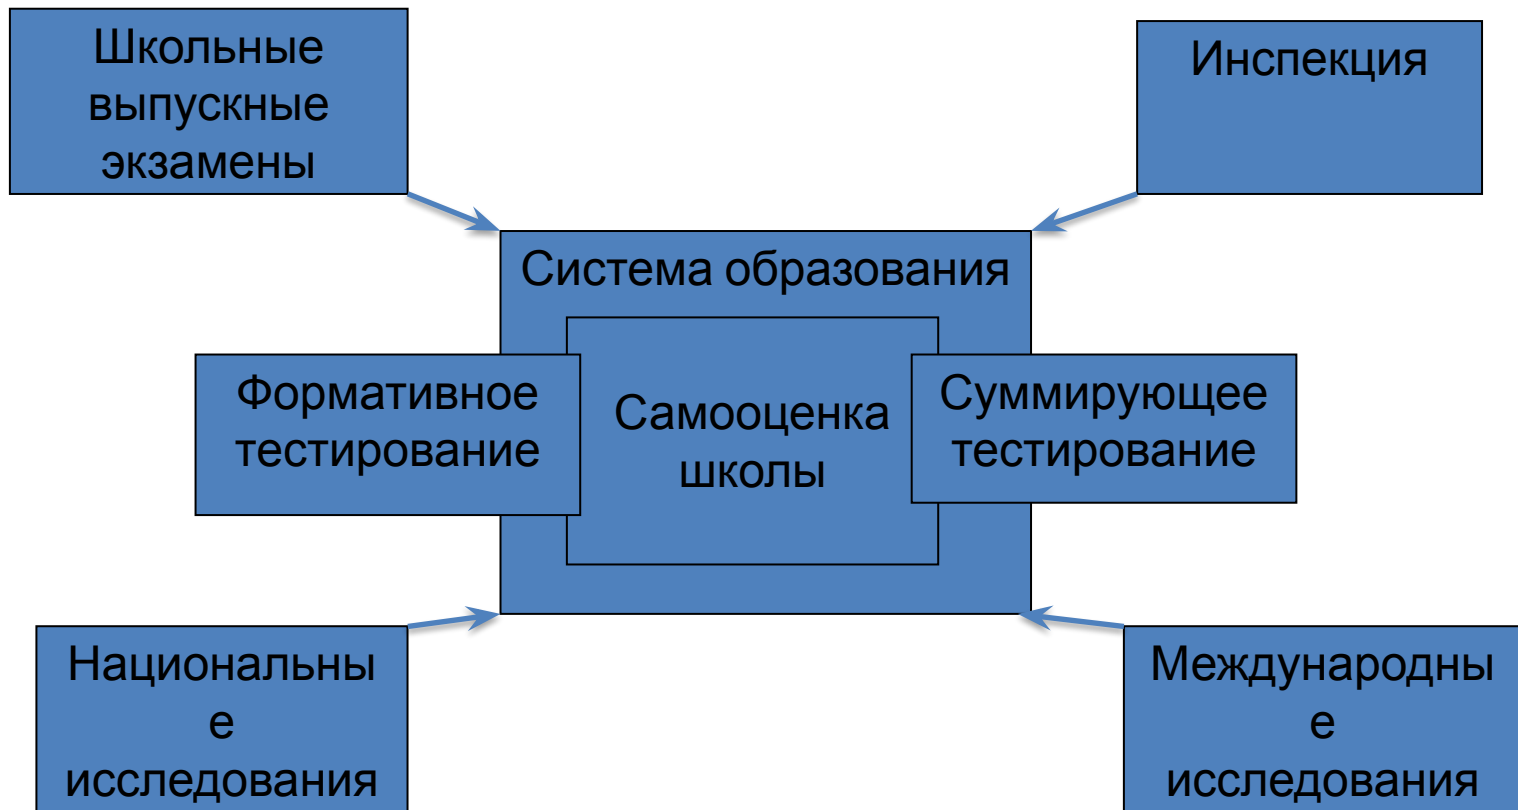 Школьные
выпускные
экзамены
Инспекция
Система образования
Формативное
тестирование
Самооценка
школы
Суммирующее
тестирование
Национальны
е
исследования
Международны
е
исследования